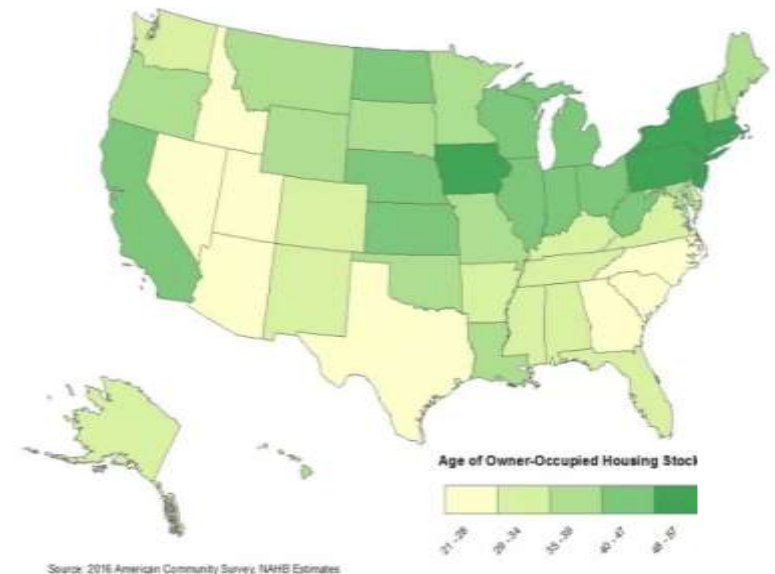 Age of Owner-Occupied Housing Stock
21 - 28
29 - 34
35 - 39
40 - 47
48 - 57
Source: 2016 American Community Survey, NAHB Estimates